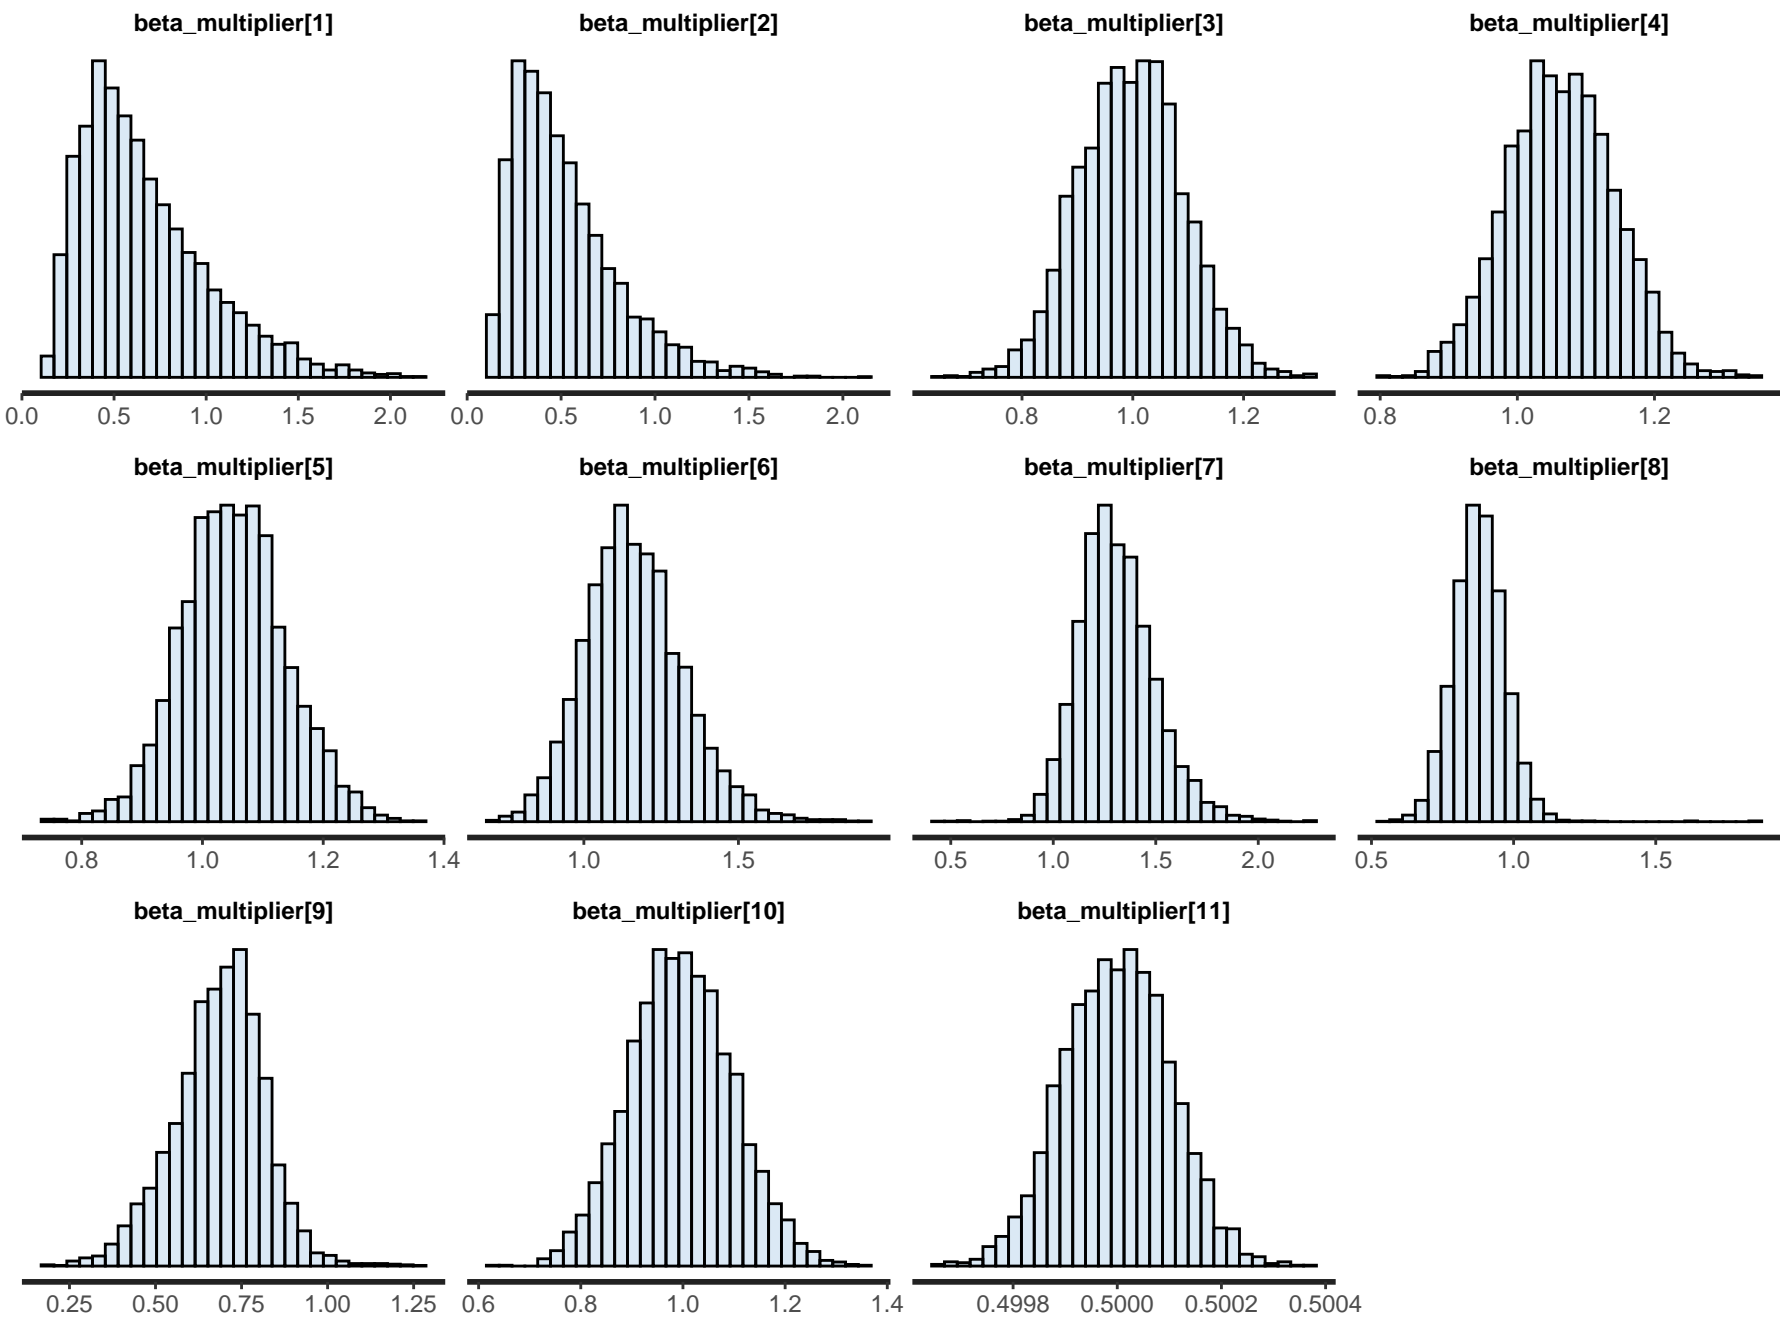 beta_multiplier[1] beta_multiplier[2] beta_multiplier[3] beta_multiplier[4]
0.0 0.5 1.0 1.5 2.0 0.0 0.5 1.0 1.5 2.0 0.8 1.0 1.2 0.8 1.0 1.2
beta_multiplier[5] beta_multiplier[6] beta_multiplier[7] beta_multiplier[8]
0.8 1.0 1.2 1.4 1.0 1.5 0.5 1.0 1.5 2.0 0.5 1.0 1.5
beta_multiplier[9] beta_multiplier[10] beta_multiplier[11]
0.25 0.50 0.75 1.00 1.25 0.6 0.8 1.0 1.2 1.4 0.4998 0.5000 0.5002 0.5004